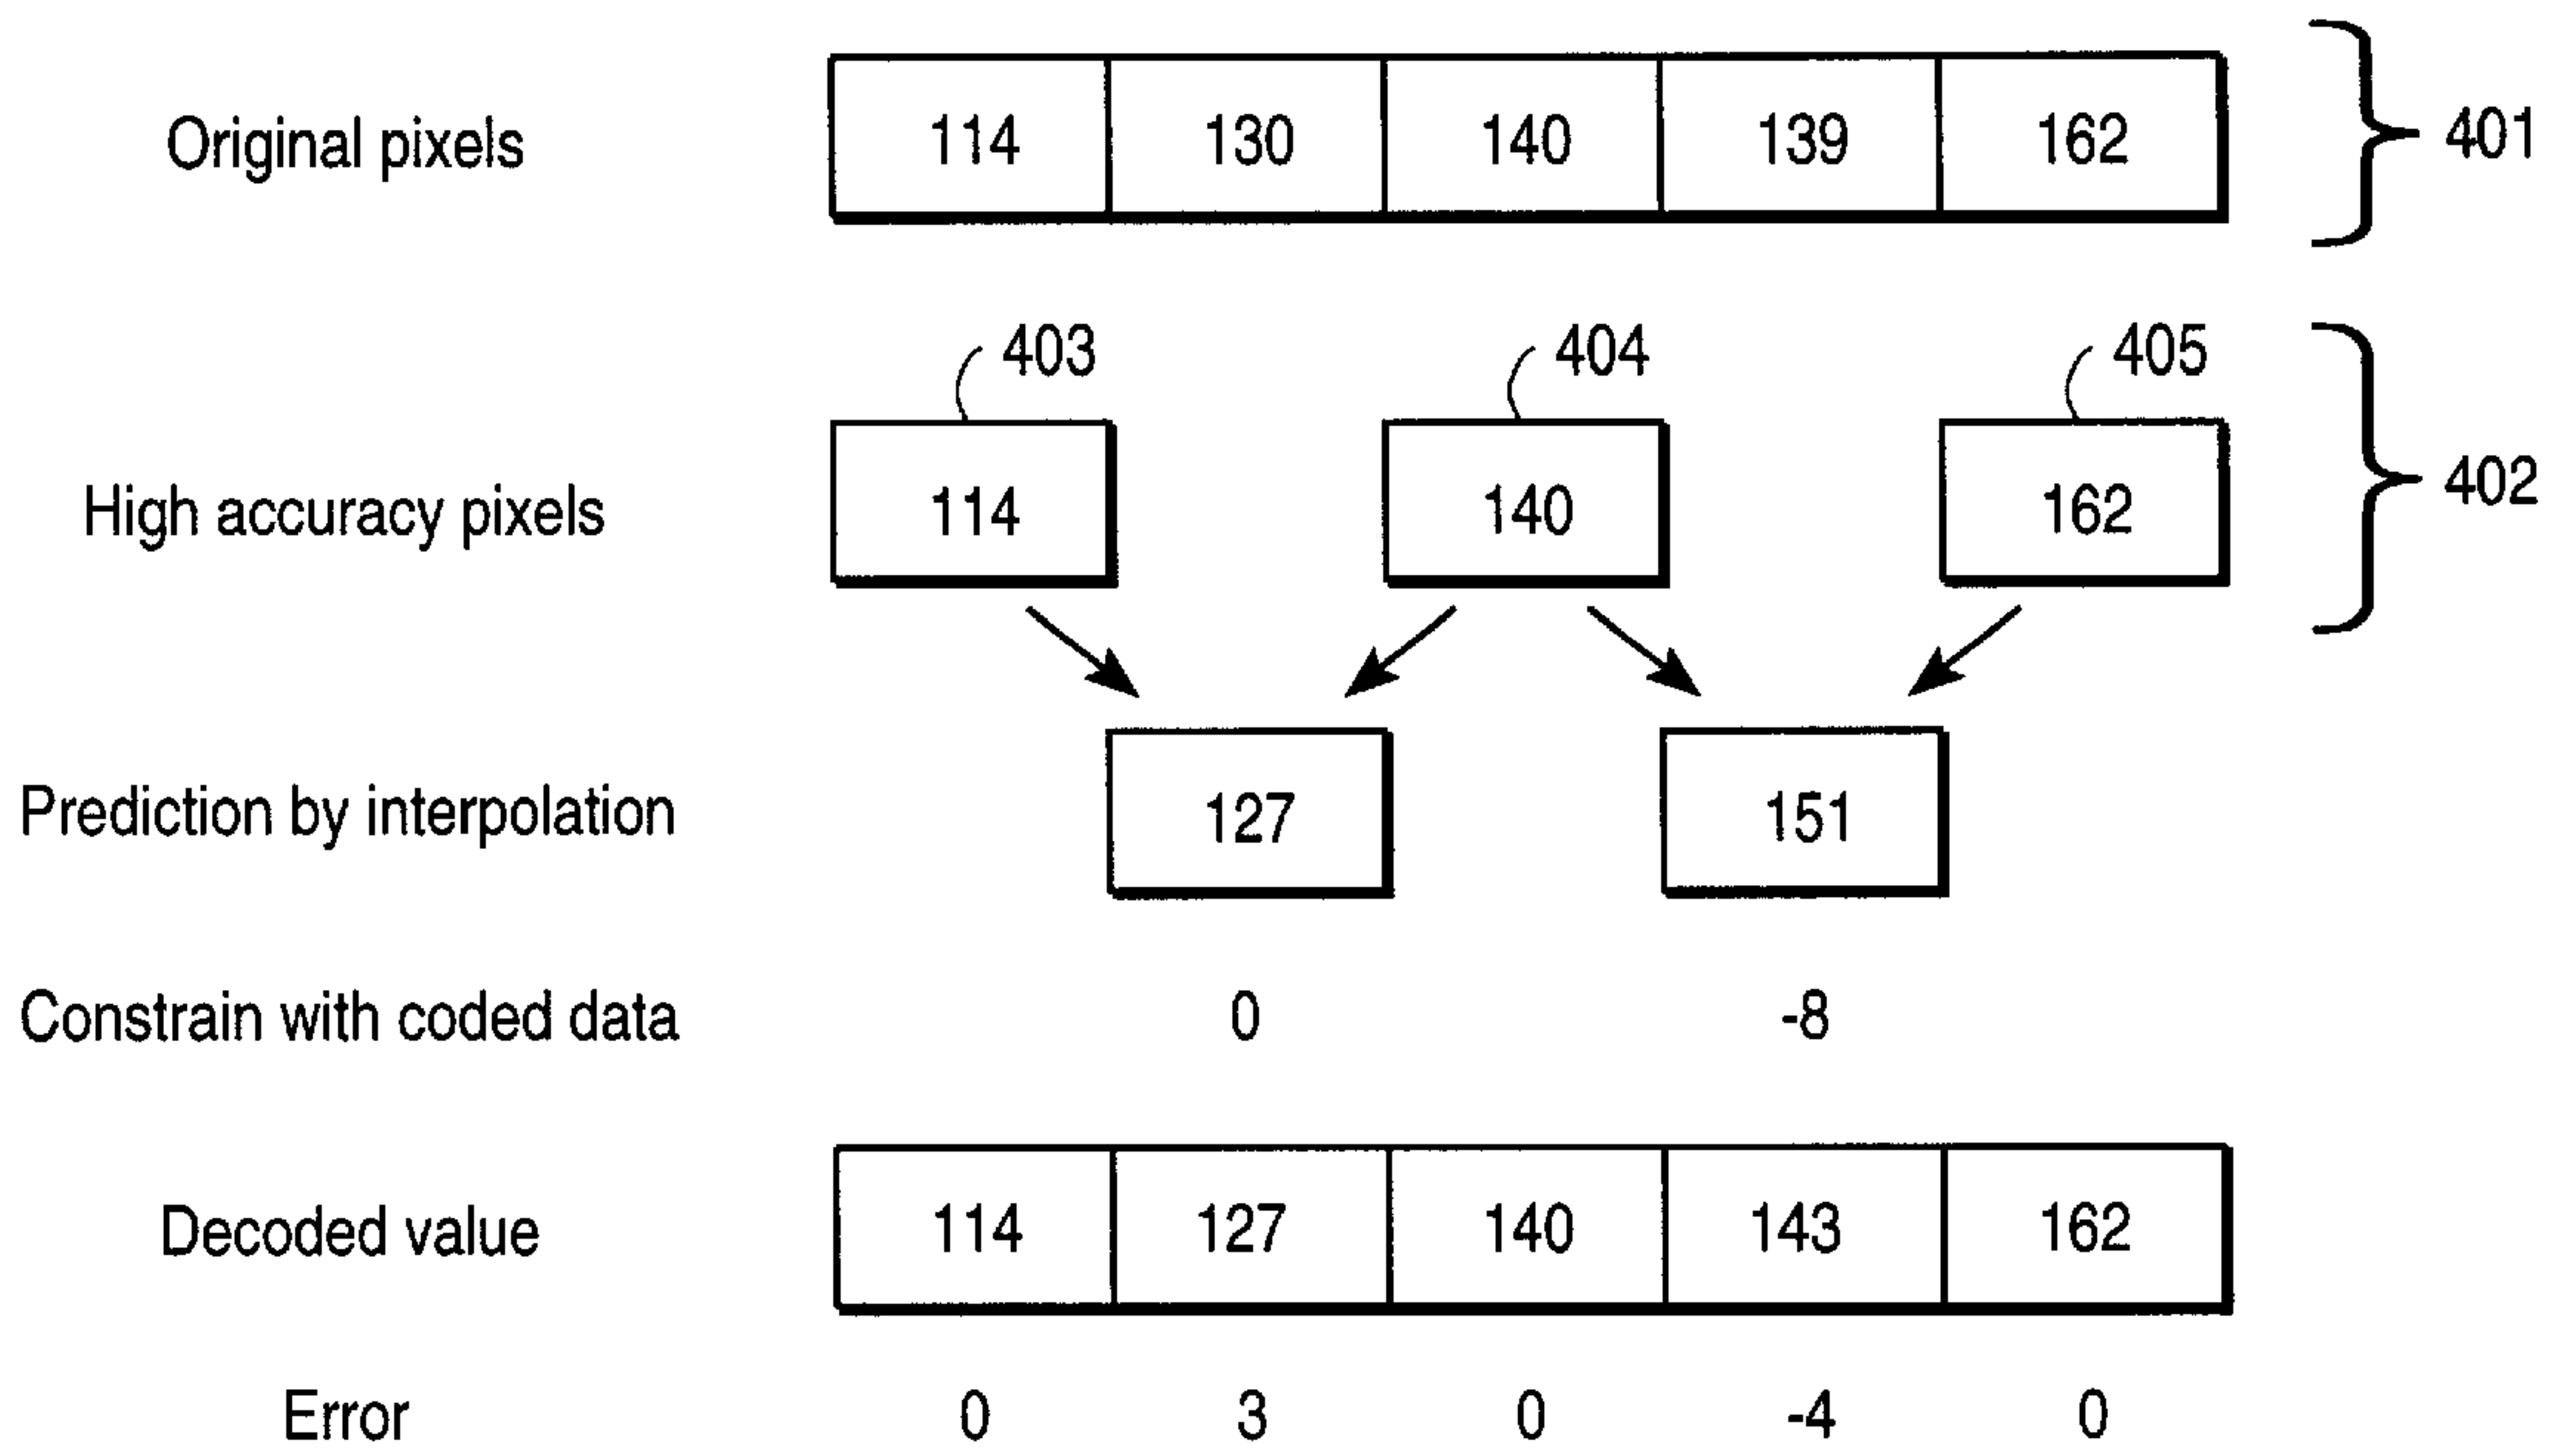 Original pixels 114 130 140 139 162 401
403 404 405
High accuracy pixels 114 140 162 402
Prediction by interpolation 127 151
Constrain with coded data 0 -8
Decoded value 114 127 140 143 162
Error 0 3 0 -4 0